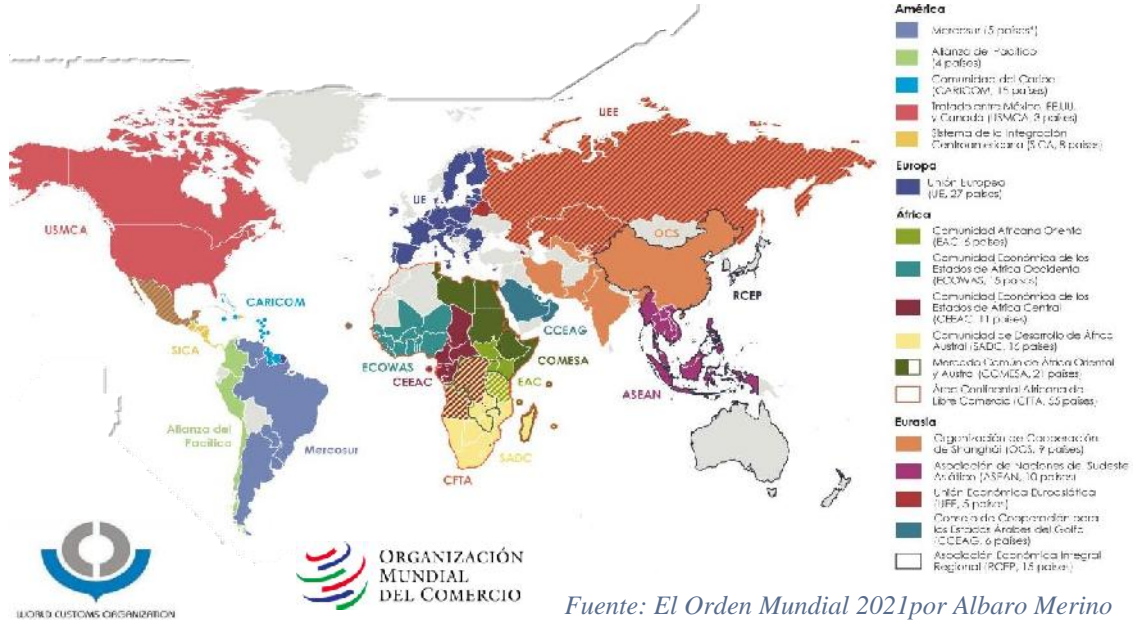 América
Mercosur (5 países*)
Alianza del Pacífico
(4 países)
Comunidad del Caribe
(CARICOM, 15 países)
Tratado entre México, EE.UU.
y Canadá (USMCA, 3 países)
Sistema de la Integración
Centroamericana (SICA, 8 países)
Europa
Unión Europea
(UE, 27 países)
África
Comunidad Africana Oriental
(EAC, 6 países)
Comunidad Económica de los
Estados de África Occidental
(ECOWAS, 15 países)
Comunidad Económica de los
Estados de África Central
(CEEAC, 11 países)
Comunidad de Desarrollo de África
Austral (SADC, 16 países)
Mercado Común de África Oriental
y Austral (COMESA, 21 países)
Área Continental Africana de
Libre Comercio (CFTA, 55 países)
Eurasia
Organización de Cooperación
de Shanghái (OCS, 9 países)
Asociación de Naciones del Sudeste
Asiático (ASEAN, 10 países)
Unión Económica Euroasiática
(UEE, 5 países)
Consejo de Cooperación para
los Estados Árabes del Golfo
(CCEAG, 6 países)
Asociación Económica Integral
Regional (RCEP, 15 países)
UEE
UE
USMCA
OCS
RCEP
CARICOM
CCEAG
SICA
ECOWAS
COMESA
CEEAC
EAC
ASEAN
Alianza del
Pacífico
Mercosur
SADC
CFTA
WORLD CUSTOMS ORGANIZATION
ORGANIZACIÓN
MUNDIAL
DEL COMERCIO
Fuente: El Orden Mundial 2021por Albaro Merino